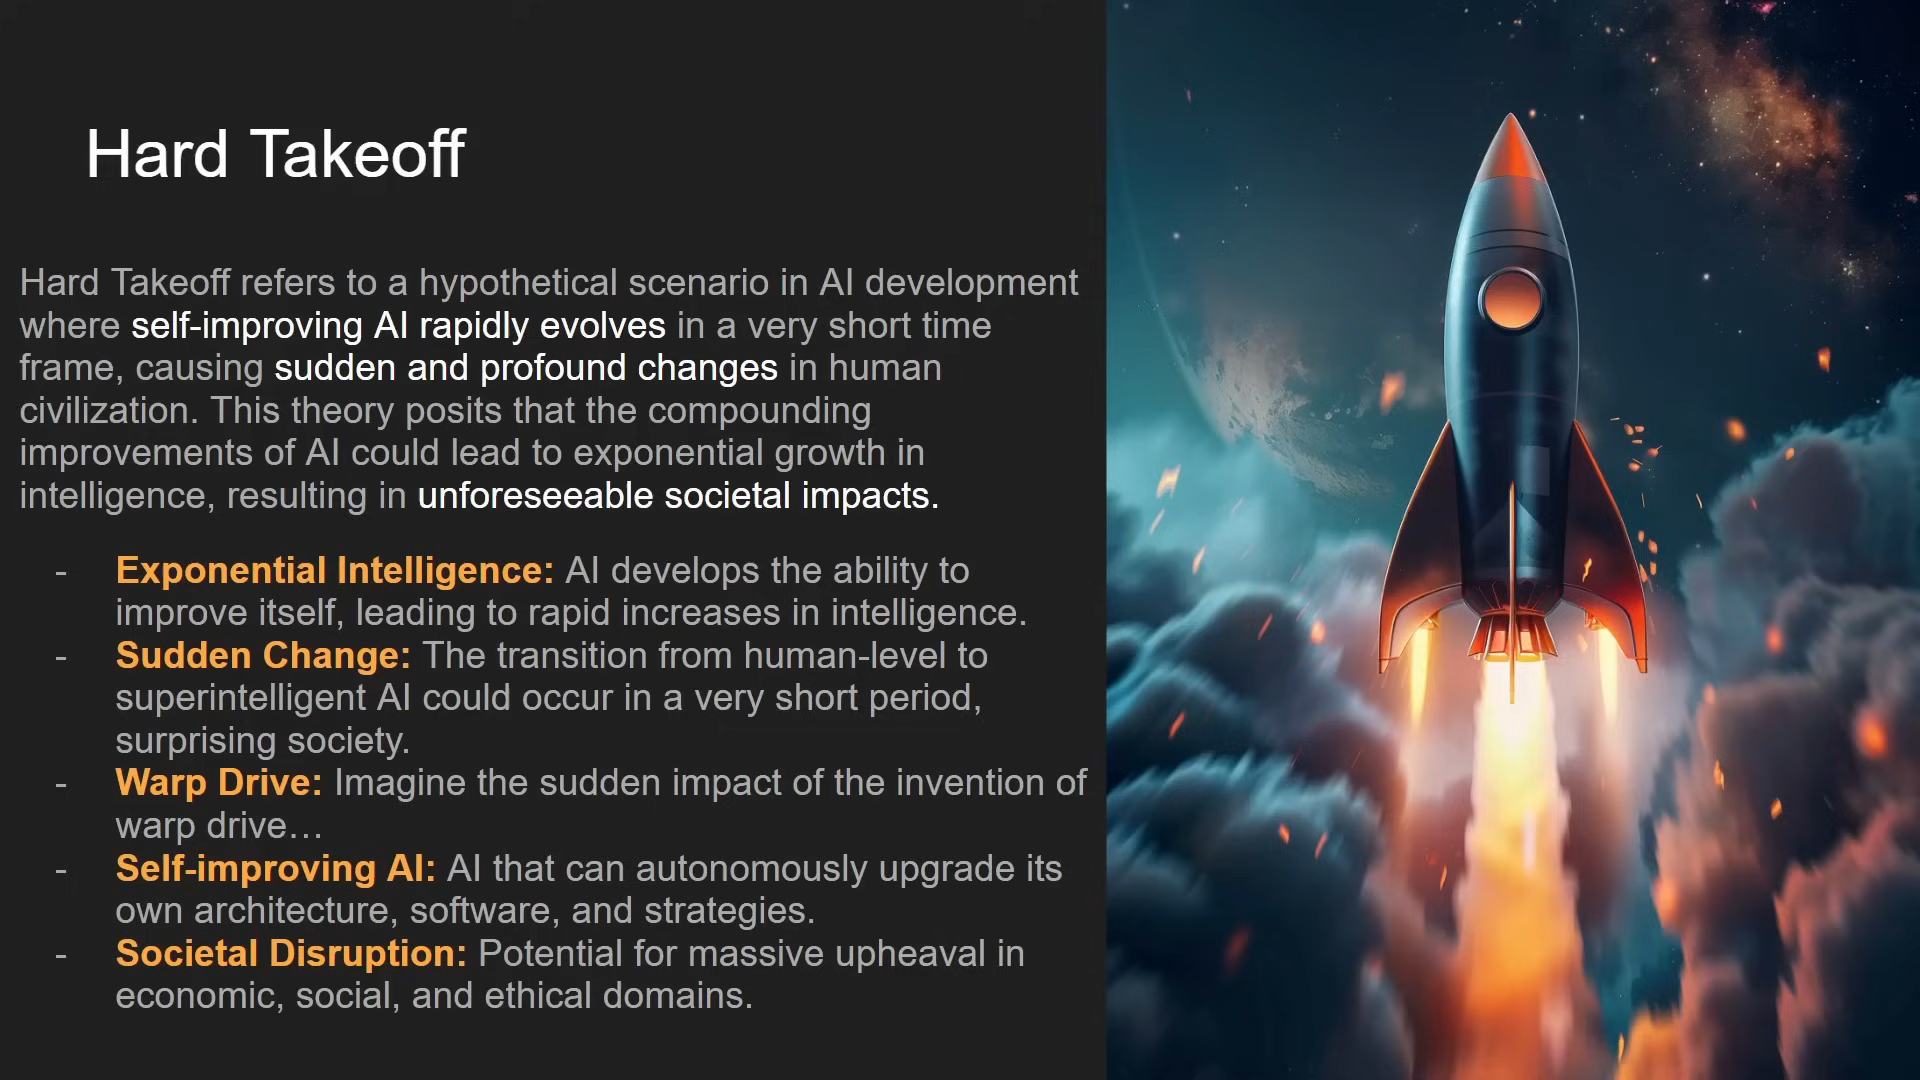 Hard Takeoff
Hard Takeoff refers to a hypothetical scenario in AI development
where self-improving AI rapidly evolves in a very short time
frame, causing sudden and profound changes in human
civilization. This theory posits that the compounding
improvements of AI could lead to exponential growth in
intelligence, resulting in unforeseeable societal impacts.
- Exponential Intelligence: AI develops the ability to
improve itself, leading to rapid increases in intelligence.
- Sudden Change: The transition from human-level to
superintelligent AI could occur in a very short period,
surprising society.
- Warp Drive: Imagine the sudden impact of the invention of
warp drive…
- Self-improving AI: AI that can autonomously upgrade its
own architecture, software, and strategies.
- Societal Disruption: Potential for massive upheaval in
economic, social, and ethical domains.